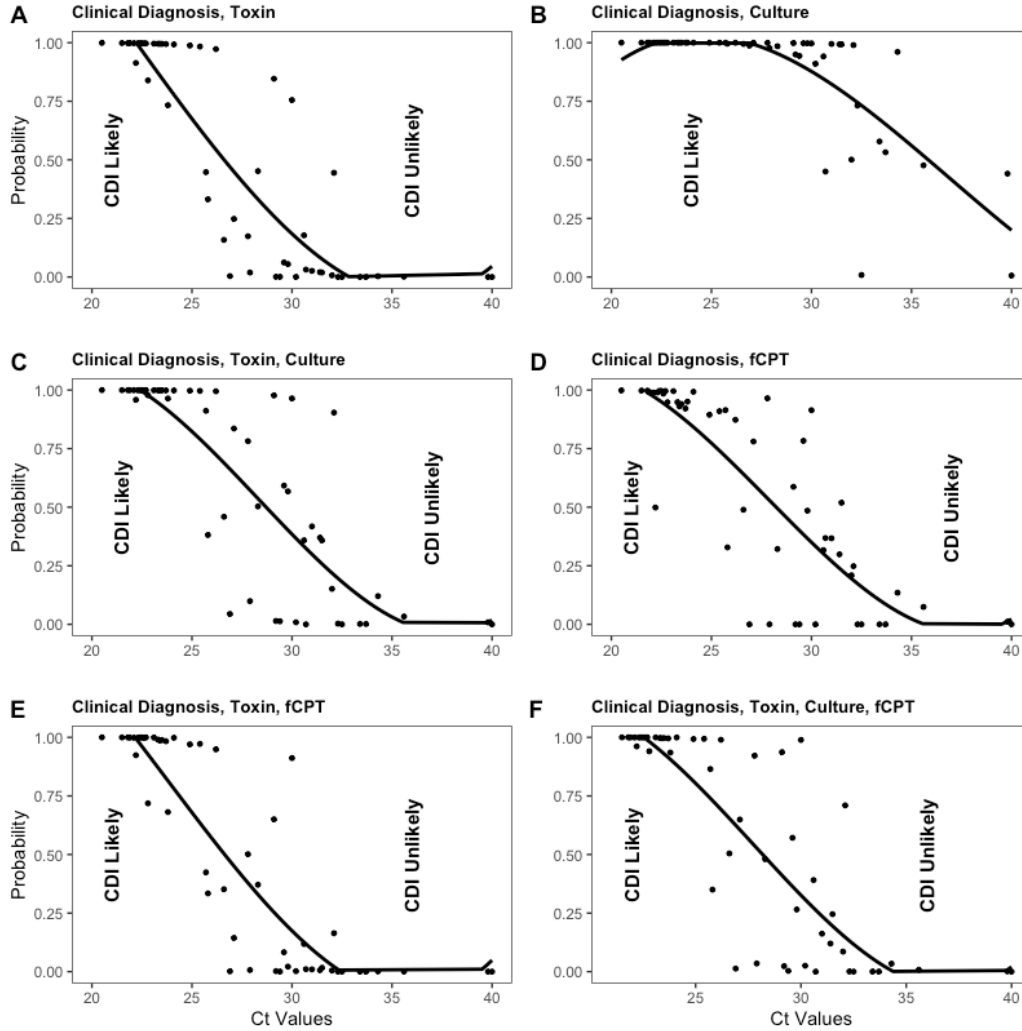 A Clinical Diagnosis, Toxin
1.00
0.75
0.50
0.25
0.00
Probability
CDI Likely
CDI Unlikely
20 25 30 35 40
B Clinical Diagnosis, Culture
1.00
0.75
0.50
0.25
0.00
CDI Likely
20 25 30 35 40
C Clinical Diagnosis, Toxin, Culture
1.00
0.75
0.50
0.25
0.00
Probability
CDI Likely
CDI Unlikely
20 25 30 35 40
D Clinical Diagnosis, fCPT
1.00
0.75
0.50
0.25
0.00
CDI Likely
CDI Unikely
20 25 30 35 40
E Clinical Diagnosis, Toxin, fCPT
1.00
0.75
0.50
0.25
0.00
Probability
CDI Likely
CDI Unlikely
20 25 30 35 40
Ct Values
F Clinical Diagnosis, Toxin, Culture, fCPT
1.00
0.75
0.50
0.25
0.00
CDI Likely
CDI Unlikely
25 30 35 40
Ct Values